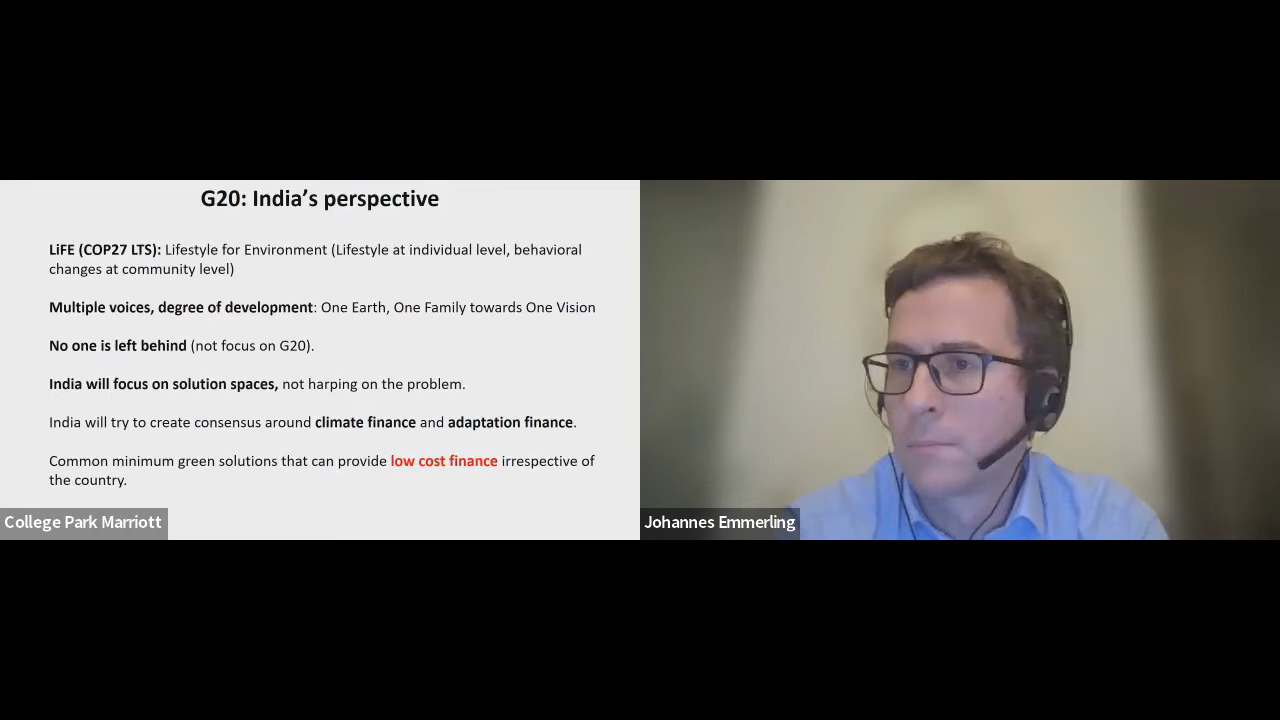 G20: India's perspective
LiFE (COP27 LTS): Lifestyle for Environment (Lifestyle at individual level, behavioral
changes at community level)
Multiple voices, degree of development: One Earth, One Family towards One Vision
No one is left behind (not focus on G20).
India will focus on solution spaces, not harping on the problem.
India will try to create consensus around climate finance and adaptation finance.
Common minimum green solutions that can provide low cost finance irrespective of
the country.
College Park Marriott
Johannes Emmerling